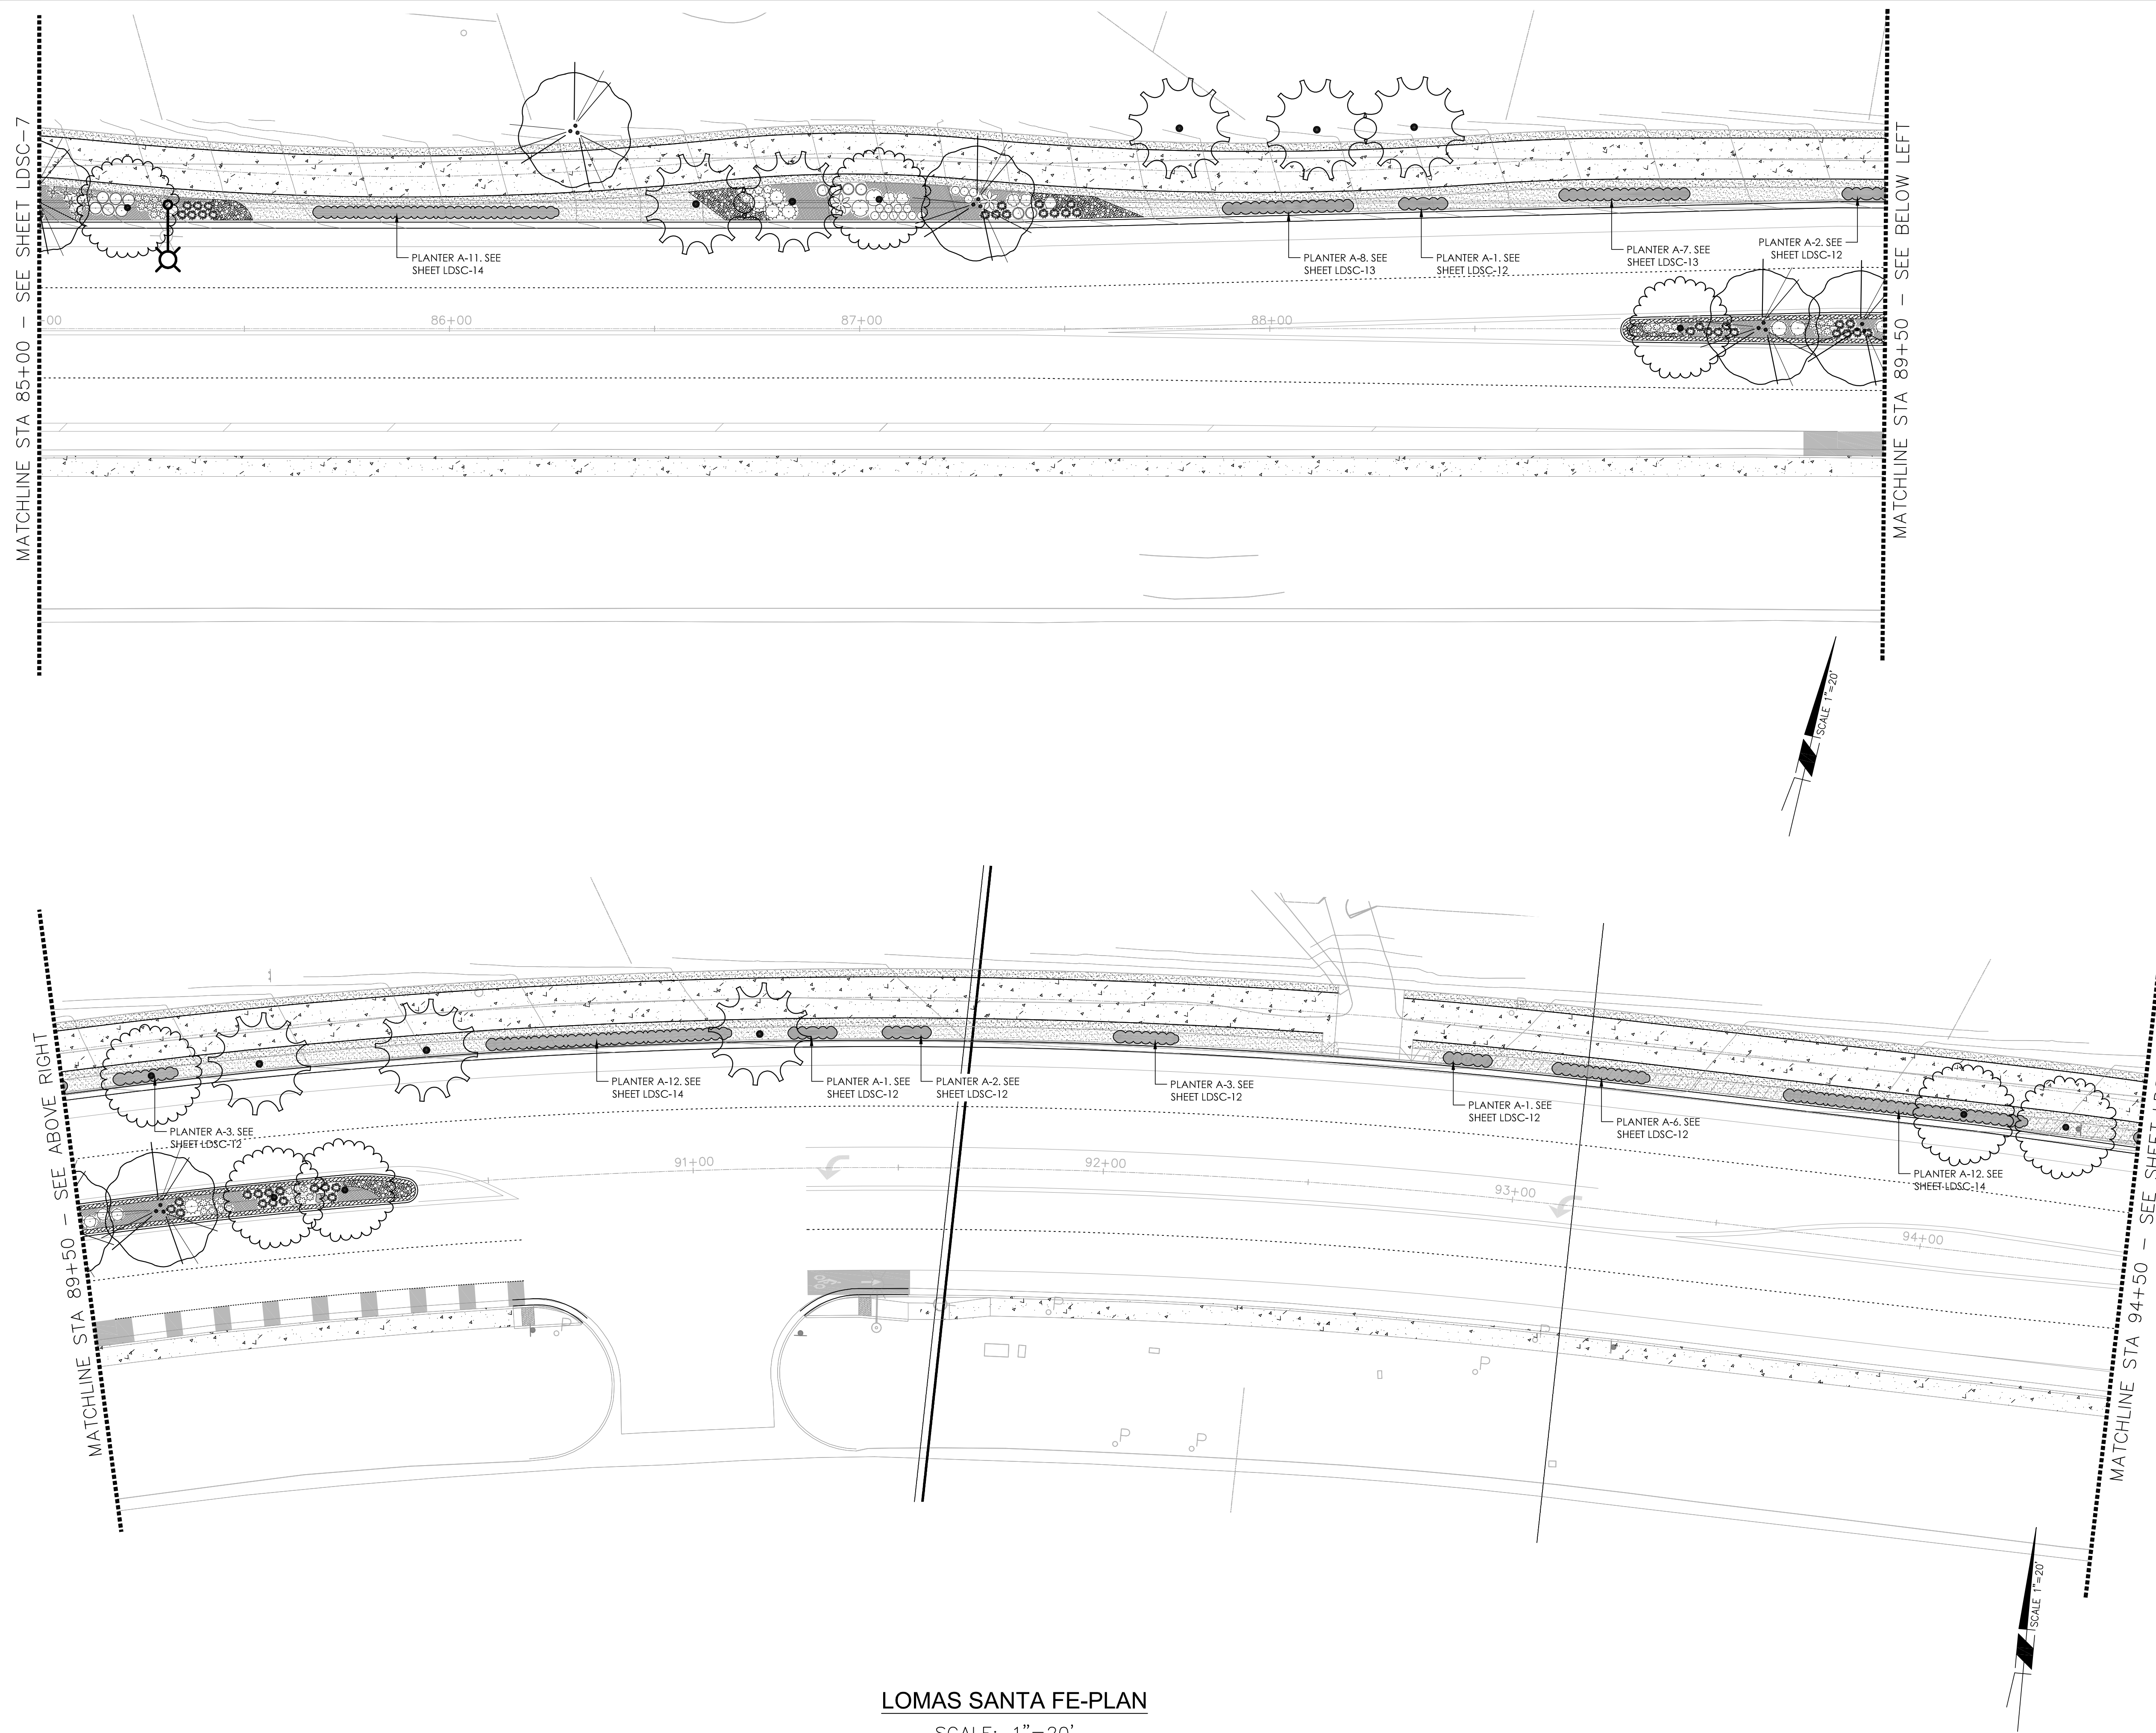 MATCHLINE STA 85+00 - SEE SHEET LDSC-7
PLANTER A-11. SEE
SHEET LDSC-14
PLANTER A-8. SEE
SHEET LDSC-13
PLANTER A-1. SEE
SHEET LDSC-12
PLANTER A-7. SEE
SHEET LDSC-13
PLANTER A-2. SEE
SHEET LDSC-12
+00
86+00
87+00
88+00
MATCHLINE STA 89+50 - SEE BELOW LEFT
SCALE 1"=20'
MATCHLINE STA 89+50 - SEE ABOVE RIGHT
PLANTER A-3. SEE
SHEET LDSC-12
PLANTER A-12. SEE
SHEET LDSC-14
PLANTER A-1. SEE
SHEET LDSC-12
PLANTER A-2. SEE
SHEET LDSC-12
PLANTER A-3. SEE
SHEET LDSC-12
PLANTER A-1. SEE
SHEET LDSC-12
PLANTER A-6. SEE
SHEET LDSC-12
PLANTER A-12. SEE
SHEET LDSC-14
91+00
92+00
93+00
94+00
P
P
P
P
P
P
MATCHLINE STA 94+50 - SEE SHEET
SCALE 1"=20'
LOMAS SANTA FE-PLAN
SCALE: 1"=20'